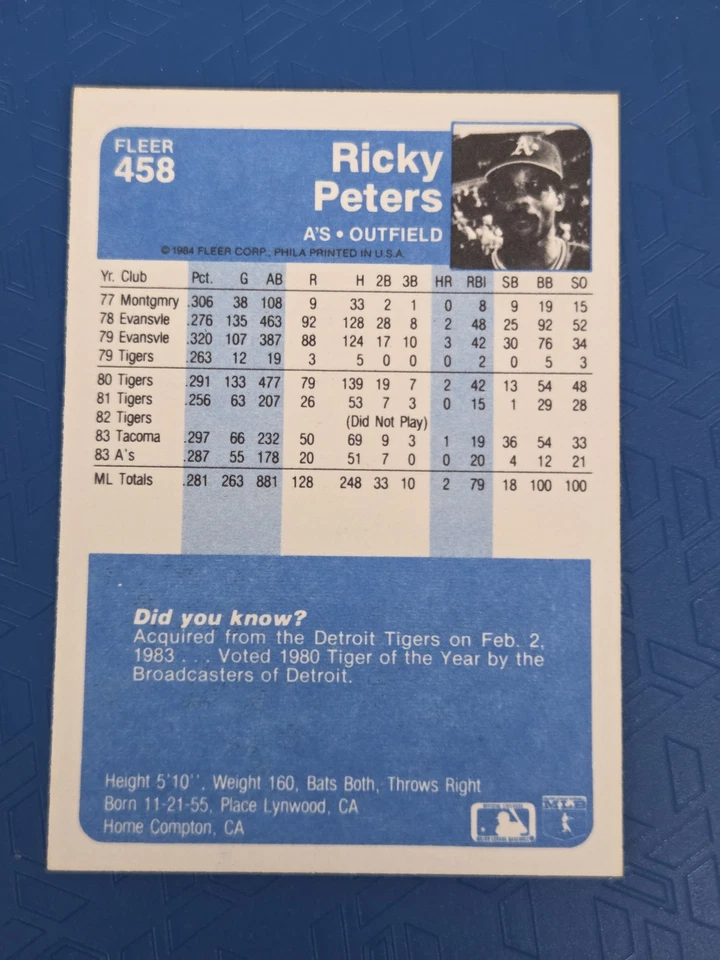 FLEER
458
Ricky
Peters
A'S • OUTFIELD
© 1984 FLEER CORP., PHILA PRINTED IN U.S.A.
Yr. Club Pct. G AB R H 2B 3B HR RBI SB BB SO
77 Montgmry .306 38 108 9 33 2 1 0 8 9 19 15
78 Evansvle .276 135 463 92 128 28 8 2 48 25 92 52
79 Evansvle .320 107 387 88 124 17 10 3 42 30 76 34
79 Tigers .263 12 19 3 5 0 0 0 2 0 5 3
80 Tigers .291 133 477 79 139 19 7 2 42 13 54 48
81 Tigers .256 63 207 26 53 7 3 0 15 1 29 28
82 Tigers (Did Not Play)
83 Tacoma .297 66 232 50 69 9 3 1 19 36 54 33
83 A's .287 55 178 20 51 7 0 0 20 4 12 21
ML Totals .281 263 881 128 248 33 10 2 79 18 100 100
Did you know?
Acquired from the Detroit Tigers on Feb. 2,
1983 . . . Voted 1980 Tiger of the Year by the
Broadcasters of Detroit.
Height 5'10'', Weight 160, Bats Both, Throws Right
Born 11-21-55, Place Lynwood, CA
Home Compton, CA